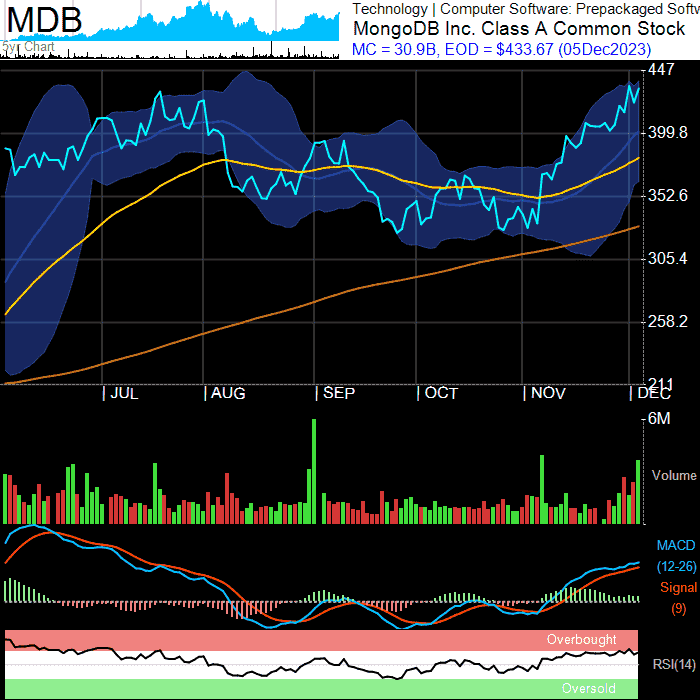 MDB
5yr Chart
Technology | Computer Software: Prepackaged Softw
MongoDB Inc. Class A Common Stock
MC = 30.9B, EOD = $433.67 (05Dec2023)
447
399.8
352.6
305.4
258.2
211
| JUL | AUG | SEP | OCT | NOV | DEC
6M
Volume
MACD
(12-26)
Signal
(9)
Overbought
RSI(14)
Oversold